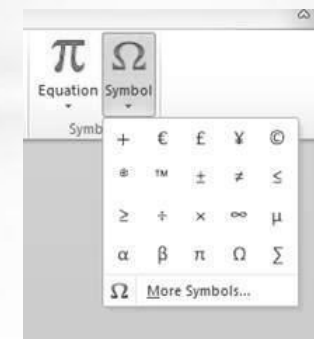 π Ω
Equation Symbol
Symb
+ € £ ¥ ©
® ™ ± ≠ ≤
≥ ÷ × ∞ µ
α β π Ω Σ
Ω More Symbols...